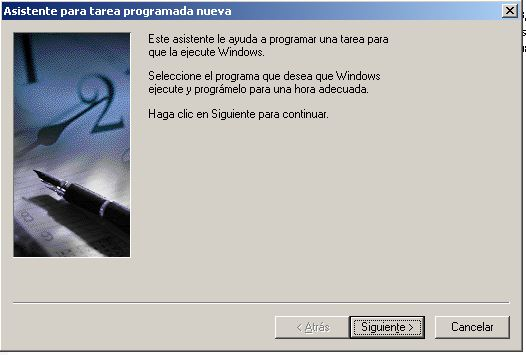 Asistente para tarea programada nueva
Este asistente le ayuda a programar una tarea para
que la ejecute Windows.
Seleccione el programa que desea que Windows
ejecute y prográmelo para una hora adecuada.
Haga clic en Siguiente para continuar.
12
< Atrás
Siguiente >
Cancelar